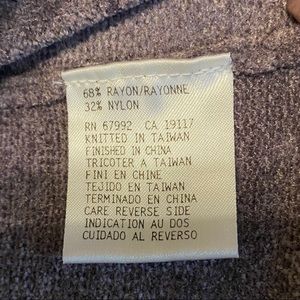 68% RAYON/RAYONNE
32% NYLON
RN 67992 CA 19117
KNITTED IN TAIWAN
FINISHED IN CHINA
TRICOTER A TAIWAN
FINI EN CHINE
TEJIDO EN TAIWAN
TERMINADO EN CHINA
CARE REVERSE SIDE
INDICATION AU DOS
CUIDADO AL REVERSO